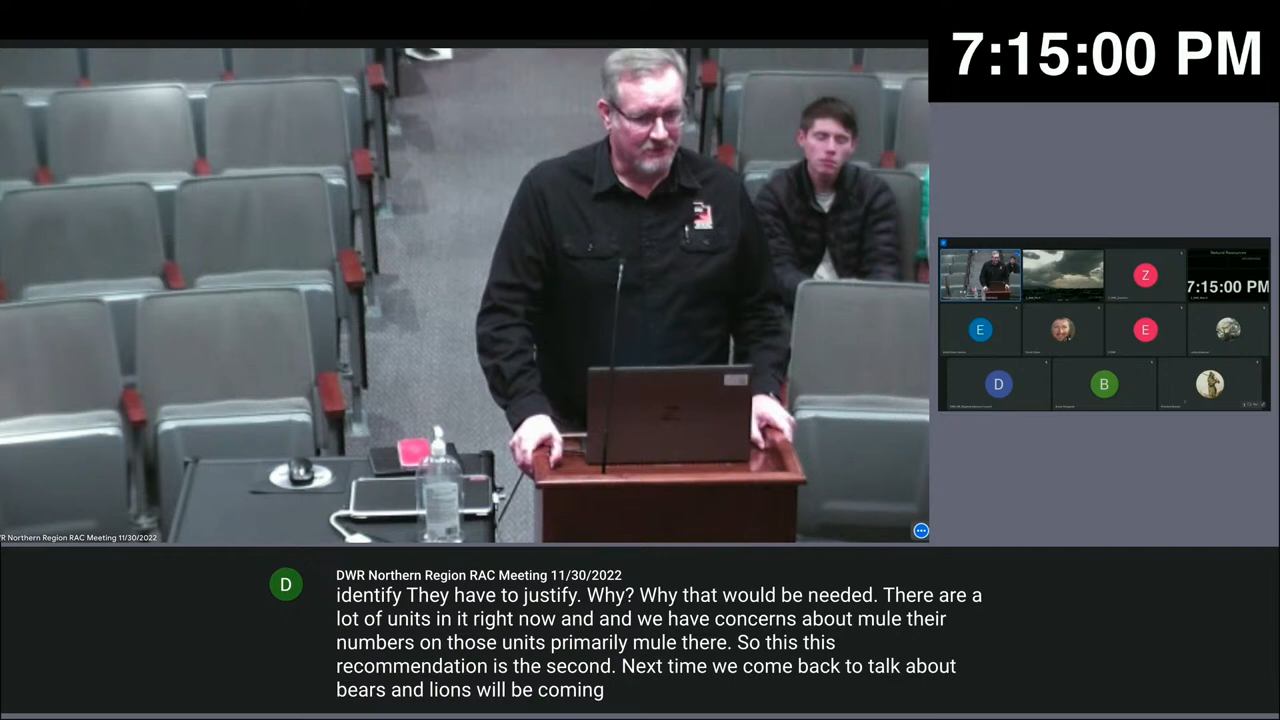 7:15:00 PM
Z
7:15:00 PM
E
E
D
B
R Northern Region RAC Meeting 11/30/2022
D
DWR Northern Region RAC Meeting 11/30/2022
identify They have to justify. Why? Why that would be needed. There are a
lot of units in it right now and and we have concerns about mule their
numbers on those units primarily mule there. So this this
recommendation is the second. Next time we come back to talk about
bears and lions will be coming